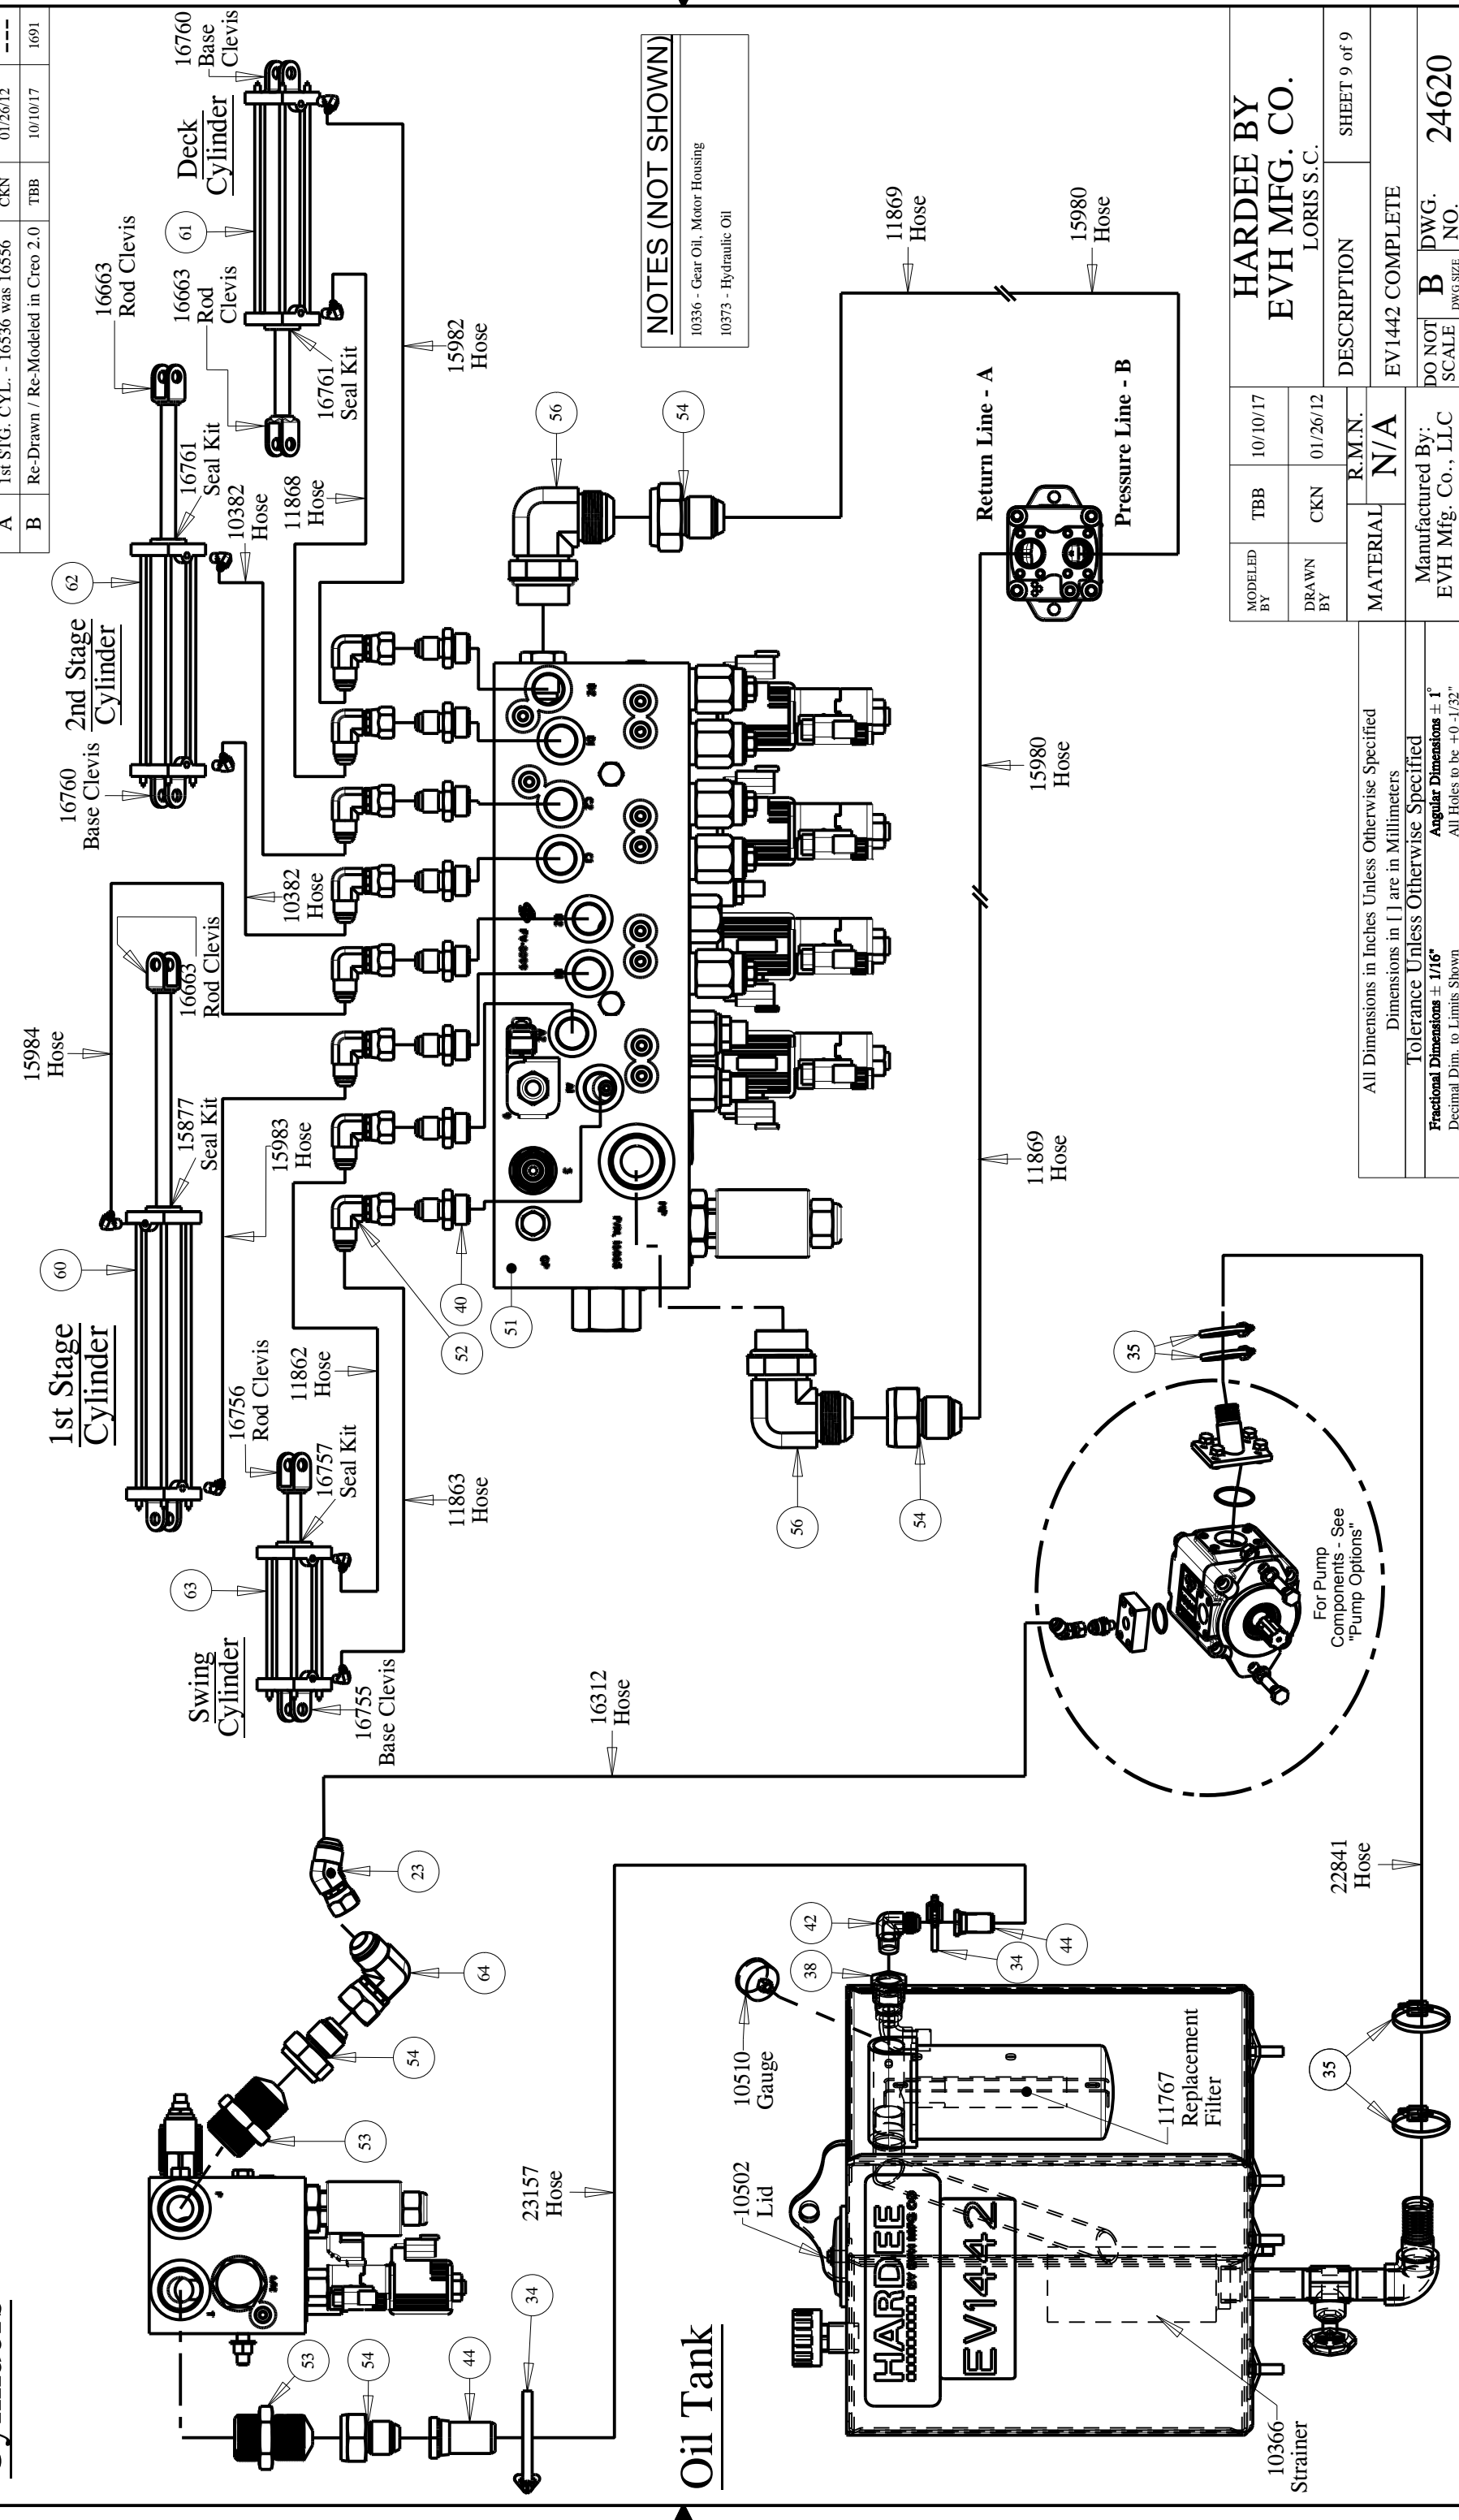 A
1st STG. CYL. - 16536 was 16556
CKN
01/26/12
---
B
Re-Drawn / Re-Modeled in Creo 2.0
TBB
10/10/17
1691
1st Stage
Cylinder
60
15984
Hose
16663
Rod Clevis
15877
Seal Kit
15983
Hose
2nd Stage
Cylinder
62
16760
Base Clevis
16663
Rod Clevis
16761
Seal Kit
10382
Hose
10382
Hose
Deck
Cylinder
61
16760
Base
Clevis
16663
Rod
Clevis
16761
Seal Kit
11868
Hose
15982
Hose
Swing
Cylinder
63
16756
Rod Clevis
16757
Seal Kit
16755
Base Clevis
11862
Hose
11863
Hose
52
40
51
56
54
56
54
NOTES (NOT SHOWN)
10336 - Gear Oil, Motor Housing
10373 - Hydraulic Oil
11869
Hose
15980
Hose
Return Line - A
Pressure Line - B
15980
Hose
11869
Hose
16312
Hose
23
64
54
53
53
54
44
34
23157
Hose
Oil Tank
10510
Gauge
10502
Lid
38
42
34
44
11767
Replacement
Filter
10366
Strainer
HARDEE
BY EVH MFG CO
EV1442
35
35
22841
Hose
For Pump
Components - See
"Pump Options"
All Dimensions in Inches Unless Otherwise Specified
Dimensions in [ ] are in Millimeters
Tolerance Unless Otherwise Specified
Fractional Dimensions ± 1/16"
Angular Dimensions ± 1°
Decimal Dim. to Limits Shown
All Holes to be +0 -1/32"
MODELED
BY
TBB
10/10/17
DRAWN
BY
CKN
01/26/12
MATERIAL
R.M.N.
N/A
Manufactured By:
EVH Mfg. Co., LLC
HARDEE BY
EVH MFG. CO.
LORIS S.C.
DESCRIPTION
SHEET 9 of 9
EV1442 COMPLETE
DO NOT
SCALE
B
DWG SIZE
DWG.
NO.
24620